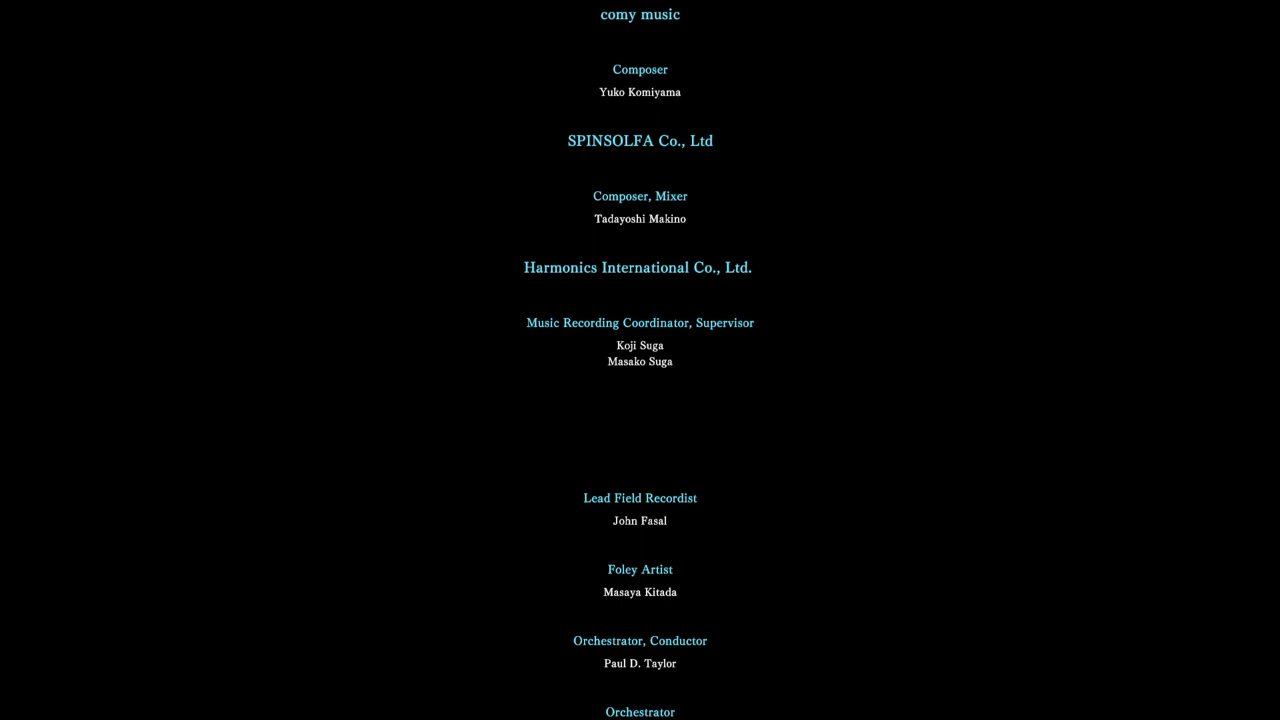 comy music
Composer
Yuko Komiyama
SPINSOLFA Co., Ltd
Composer, Mixer
Tadayoshi Makino
Harmonics International Co., Ltd.
Music Recording Coordinator, Supervisor
Koji Suga
Masako Suga
Lead Field Recordist
John Fasal
Foley Artist
Masaya Kitada
Orchestrator, Conductor
Paul D. Taylor
Orchestrator